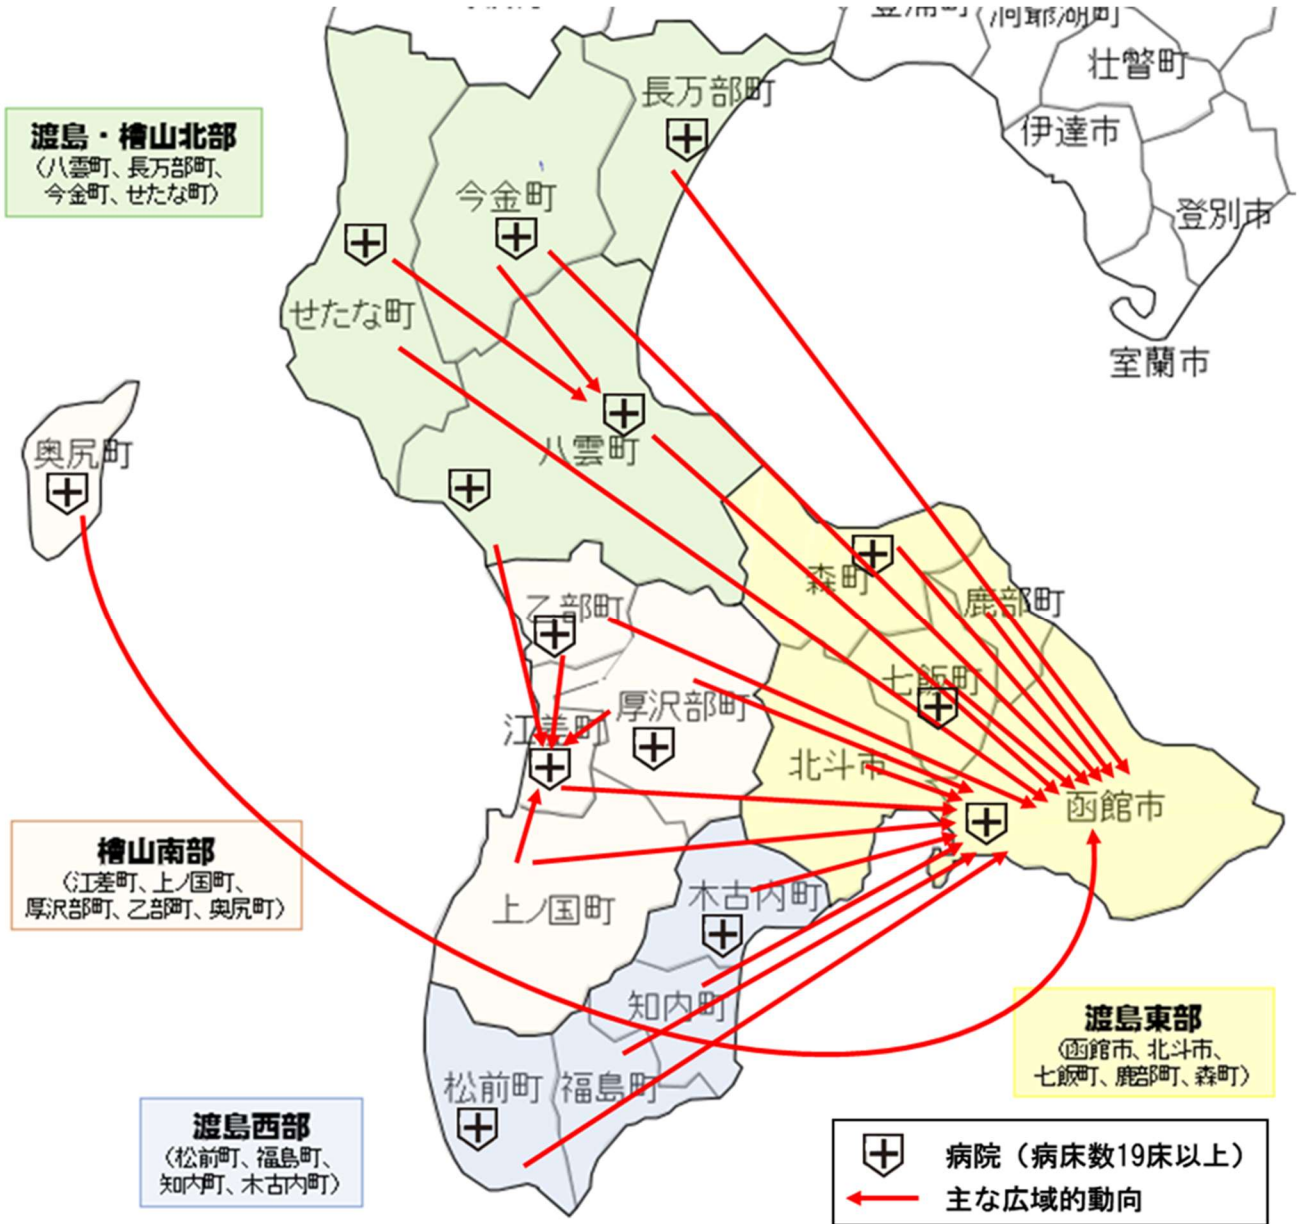 登浦町
洞爺湖町
壮瞥町
長万部町
伊達市
渡島・檜山北部
（八雲町、長万部町、
今金町、せたな町）
今金町
登別市
せたな町
室蘭市
奥尻町
八雲町
森町
鹿部町
乙部町
七飯町
厚沢部町
江差町
北斗市
函館市
檜山南部
（江差町、上ノ国町、
厚沢部町、乙部町、奥尻町）
木古内町
上ノ国町
知内町
渡島東部
（函館市、北斗市、
七飯町、鹿部町、森町）
松前町
福島町
渡島西部
（松前町、福島町、
知内町、木古内町）
病院（病床数19床以上）
主な広域的動向